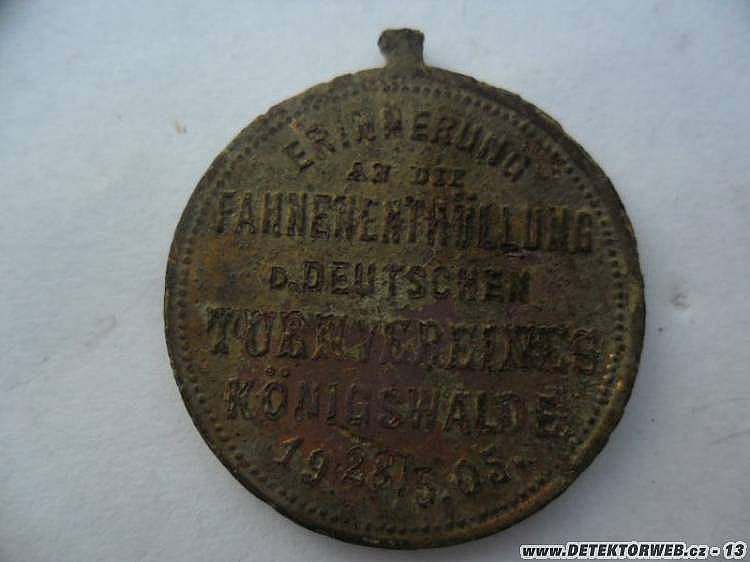 ERINNERUNG
AN DIE
FAHNENENTHÜLLUNG
D. DEUTSCHEN
TURNVEREINES
KÖNIGSWALDE
19 28/5. 05.
www.DETEKTORWEB.cz - 13